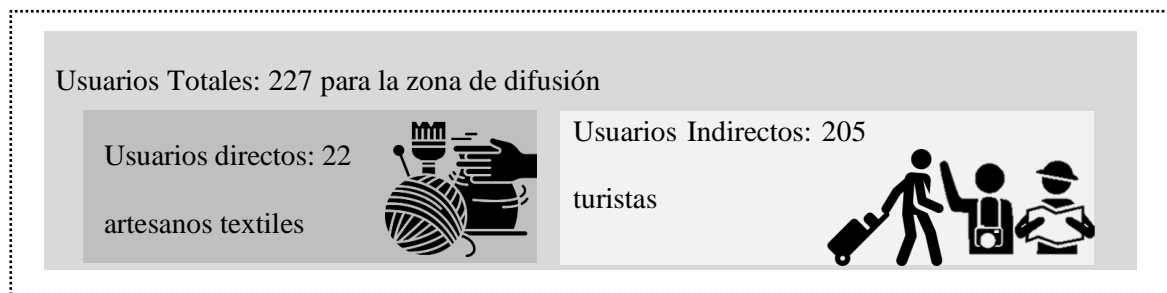 Usuarios Totales: 227 para la zona de difusión
Usuarios directos: 22
artesanos textiles
Usuarios Indirectos: 205
turistas